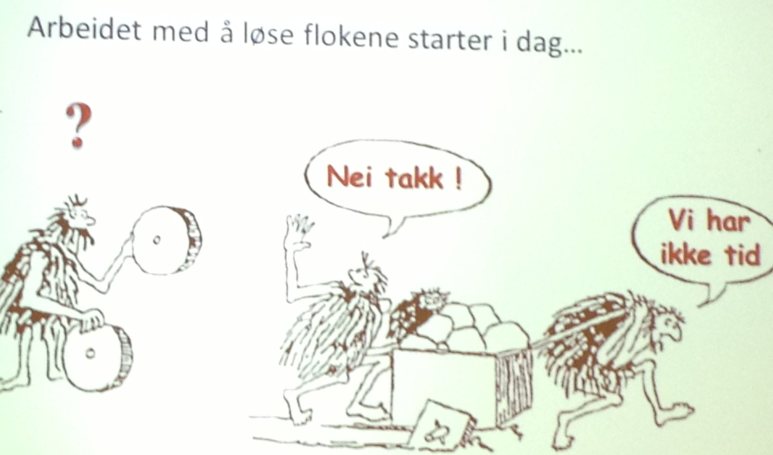 Arbeidet med å løse flokene starter i dag...
?
Nei takk !
Vi har
ikke tid